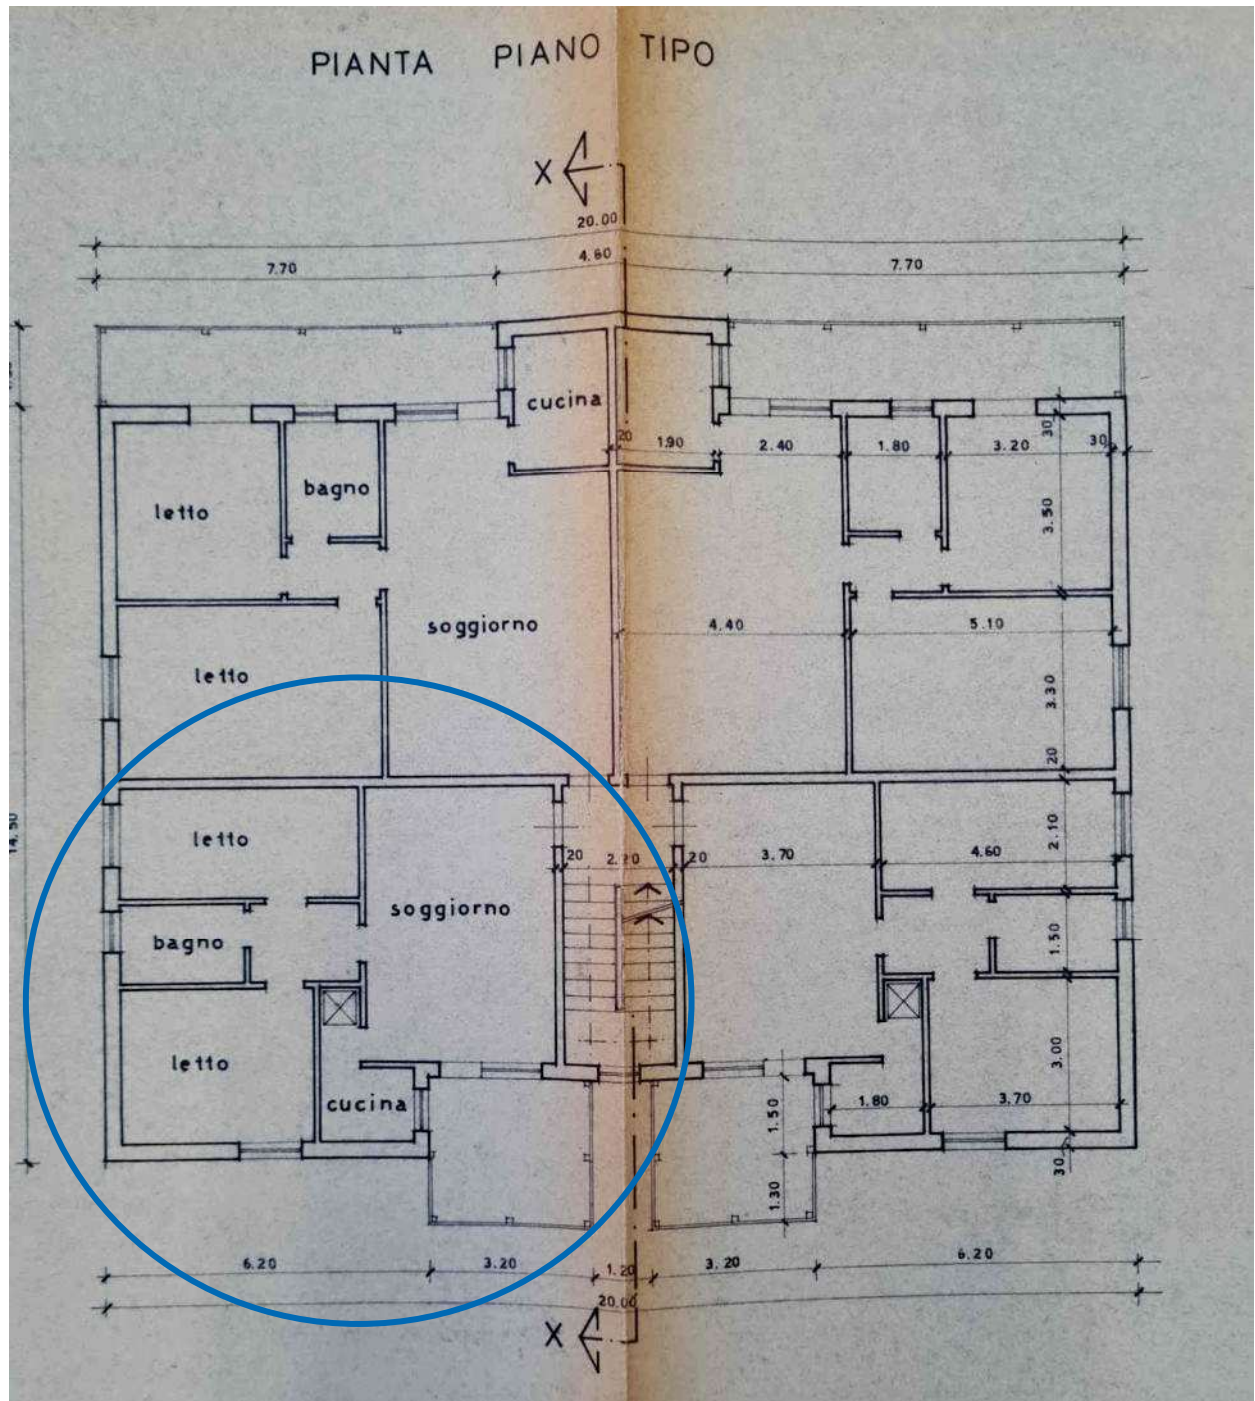 PIANTA PIANO TIPO
X
20.00
7.70 4.80 7.70
cucina
20 1.90 2.40 1.80 3.20 30 30
letto bagno
3.50
soggiorno 4.40 5.10
letto
3.30
20
14.50
letto 2.10
20 2.20 20 3.70 4.60
soggiorno
bagno 1.50
letto 3.00
cucina 1.80 3.70
1.50
30
1.30
6.20 3.20 1.20 3.20 6.20
20.00
X